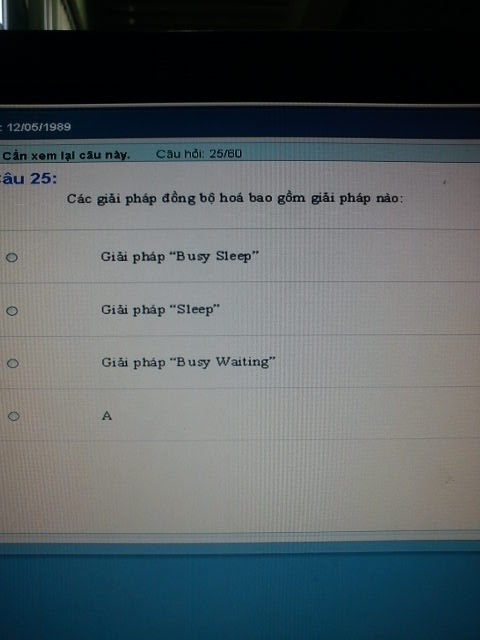 : 12/05/1989
Cần xem lại câu này. Câu hỏi: 25/60
âu 25:
Các giải pháp đồng bộ hoá bao gồm giải pháp nào:
Giải pháp “Busy Sleep”
Giải pháp “Sleep”
Giải pháp “Busy Waiting”
A